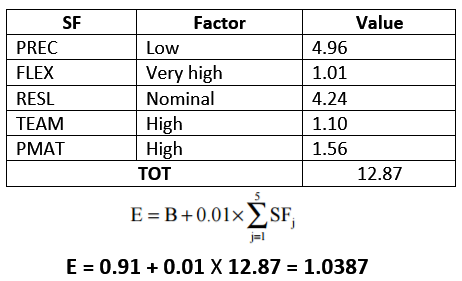 SF Factor Value
PREC Low 4.96
FLEX Very high 1.01
RESL Nominal 4.24
TEAM High 1.10
PMAT High 1.56
TOT 12.87
5
E = B + 0.01 × ∑ SFj
j=1
E = 0.91 + 0.01 X 12.87 = 1.0387